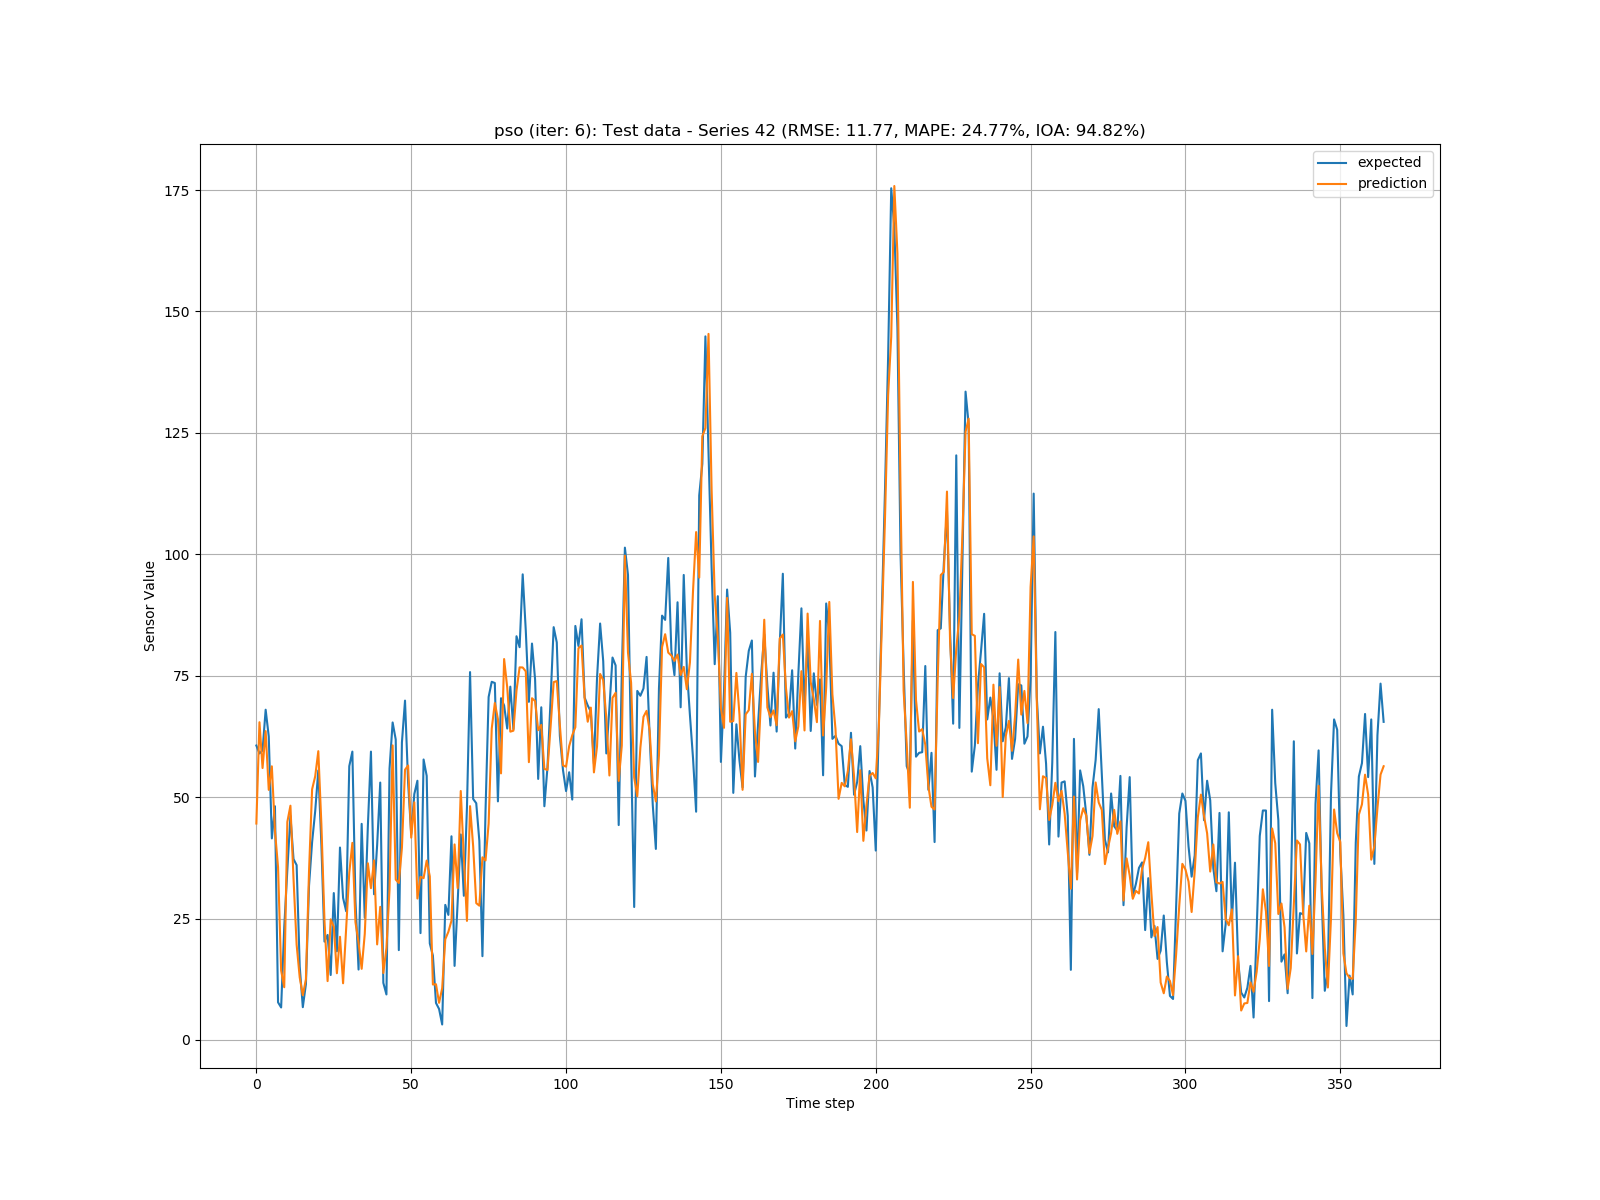 pso (iter: 6): Test data - Series 42 (RMSE: 11.77, MAPE: 24.77%, IOA: 94.82%)
expected
prediction
175
150
125
100
75
50
25
0
Sensor Value
0 50 100 150 200 250 300 350
Time step